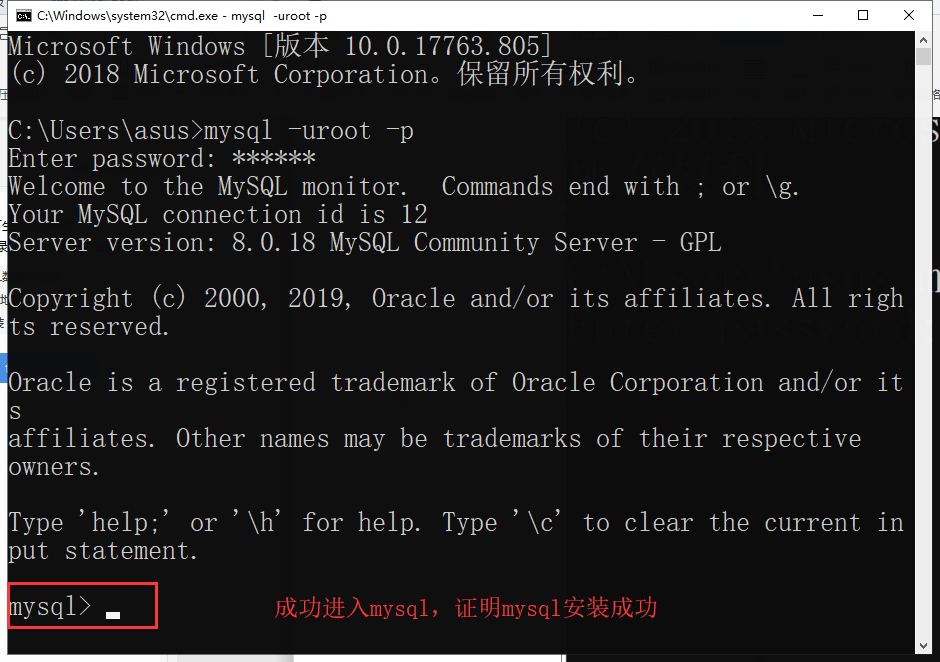 C:\Windows\system32\cmd.exe - mysql  -uroot -p
Microsoft Windows [版本 10.0.17763.805]
(c) 2018 Microsoft Corporation。保留所有权利。
C:\Users\asus>mysql -uroot -p
Enter password: ******
Welcome to the MySQL monitor.  Commands end with ; or \g.
Your MySQL connection id is 12
Server version: 8.0.18 MySQL Community Server - GPL
Copyright (c) 2000, 2019, Oracle and/or its affiliates. All righ
ts reserved.
Oracle is a registered trademark of Oracle Corporation and/or it
s
affiliates. Other names may be trademarks of their respective
owners.
Type 'help;' or '\h' for help. Type '\c' to clear the current in
put statement.
mysql> 成功进入mysql，证明mysql安装成功